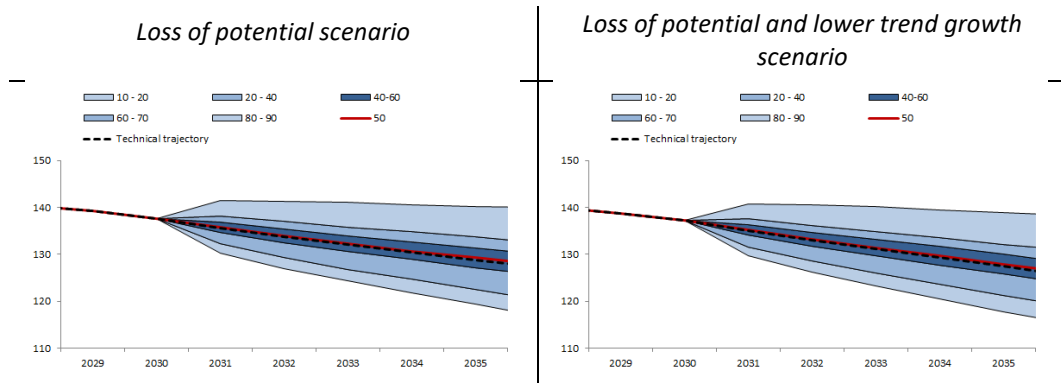 Loss of potential scenario
Loss of potential and lower trend growth
scenario
10 - 20
20 - 40
40-60
60 - 70
80 - 90
50
Technical trajectory
150
140
130
120
110
2029
2030
2031
2032
2033
2034
2035
10 - 20
20 - 40
40-60
60 - 70
80 - 90
50
Technical trajectory
150
140
130
120
110
2029
2030
2031
2032
2033
2034
2035